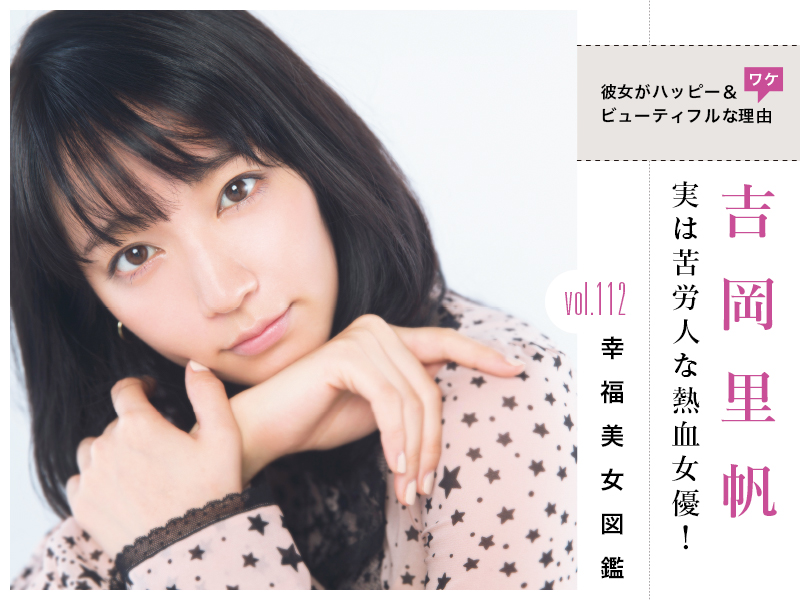 彼女がハッピー&
ワケ
ビューティフルな理由
吉岡里帆
実は苦労人な熱血女優!
vol.112
幸福美女図鑑